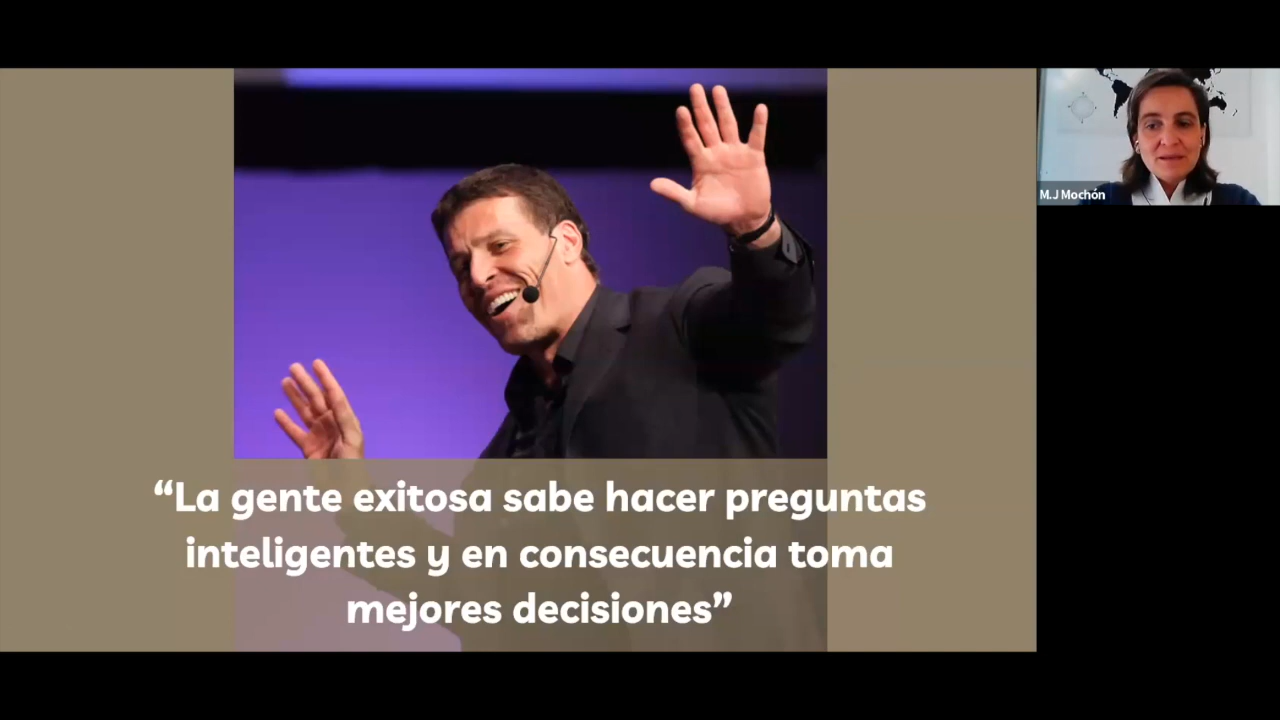 “La gente exitosa sabe hacer preguntas
inteligentes y en consecuencia toma
mejores decisiones”
M.J Mochón